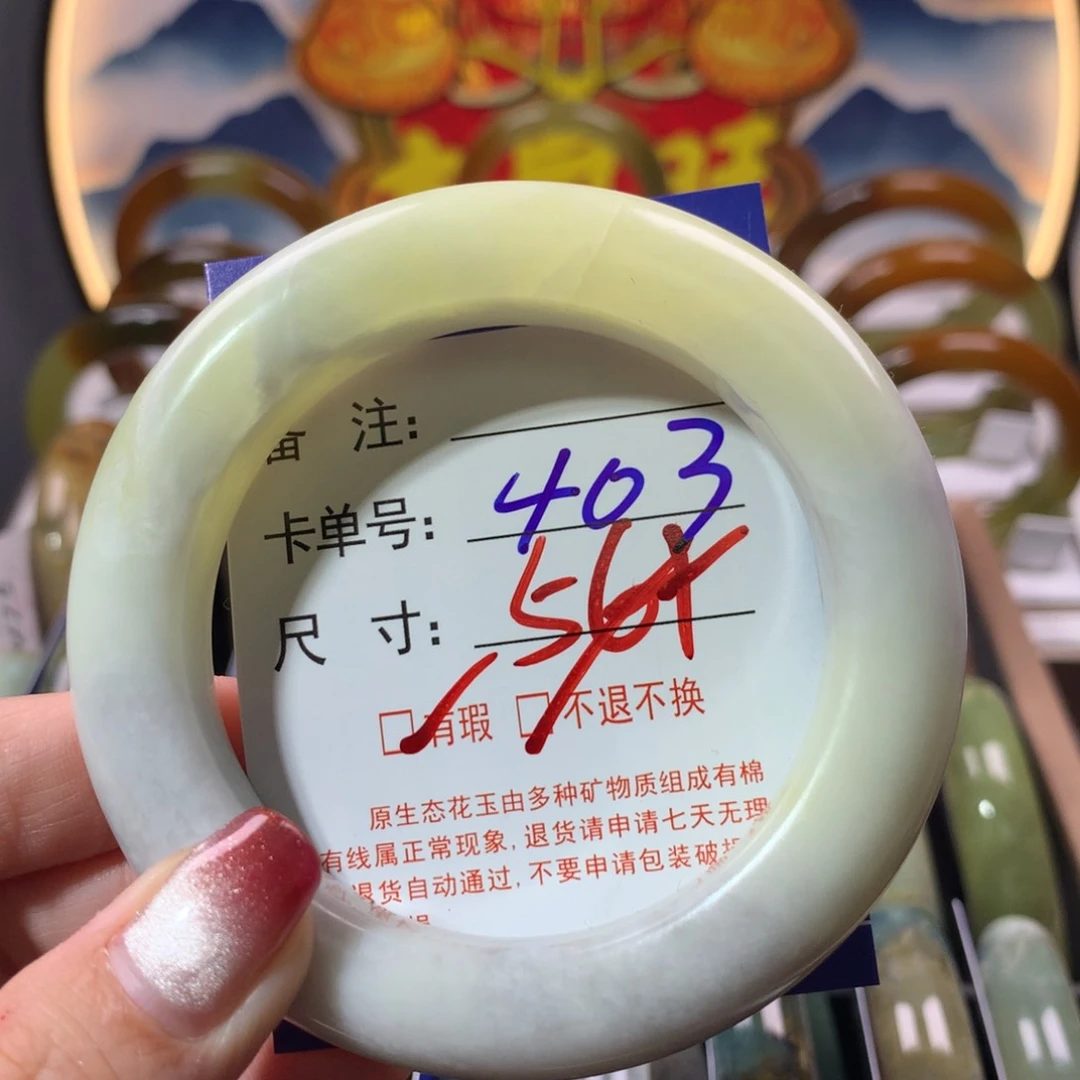 旺
备 注:
卡单号: 403
尺 寸: 561
有瑕 不退不换
原生态花玉由多种矿物质组成有棉
有线属正常现象, 退货请申请七天无理
退货自动通过, 不要申请包装破损